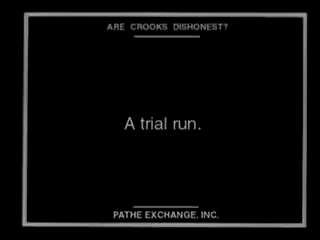 ARE CROOKS DISHONEST?
A trial run.
PATHE EXCHANGE, INC.